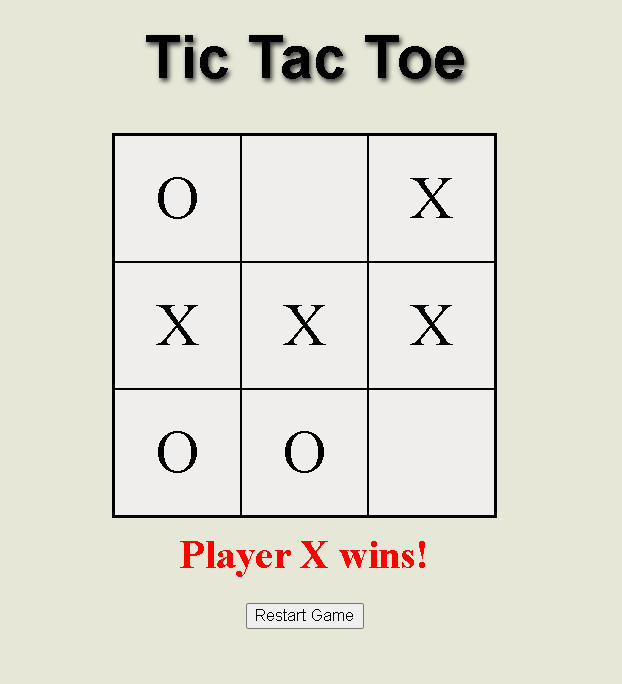 Tic Tac Toe
O X
X X X
O O
Player X wins!
Restart Game